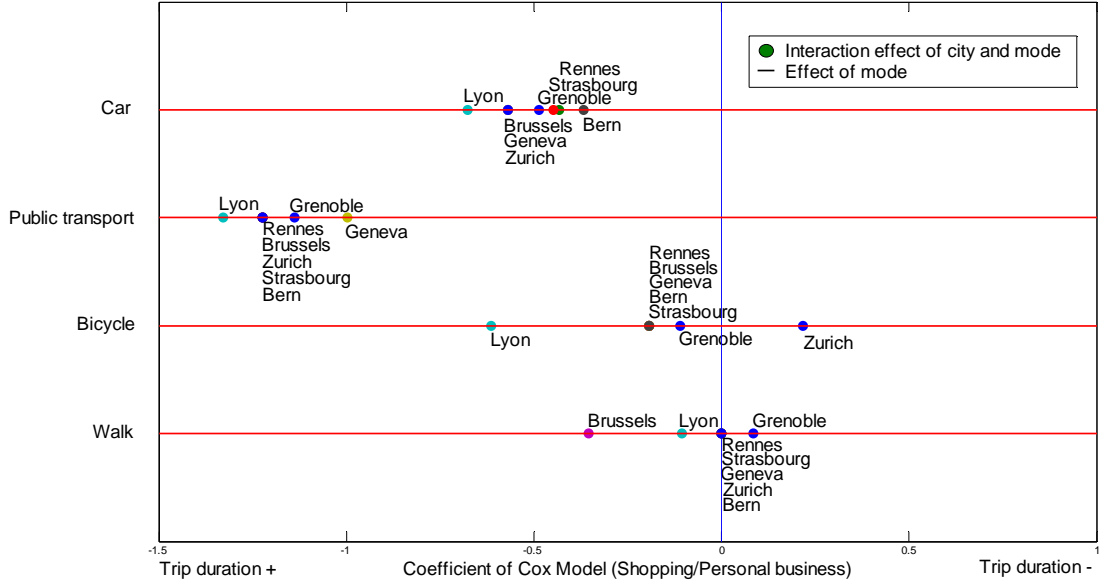 Interaction effect of city and mode
Effect of mode
Rennes
Strasbourg
Lyon
Grenoble
Car
Brussels
Bern
Geneva
Zurich
Lyon
Grenoble
Public transport
Rennes
Geneva
Brussels
Zurich
Strasbourg
Bern
Rennes
Brussels
Geneva
Bern
Strasbourg
Bicycle
Lyon
Grenoble
Zurich
Brussels
Lyon
Grenoble
Walk
Rennes
Strasbourg
Geneva
Zurich
Bern
-1.5 -1 -0.5 0 0.5 1
Trip duration + Coefficient of Cox Model (Shopping/Personal business) Trip duration -